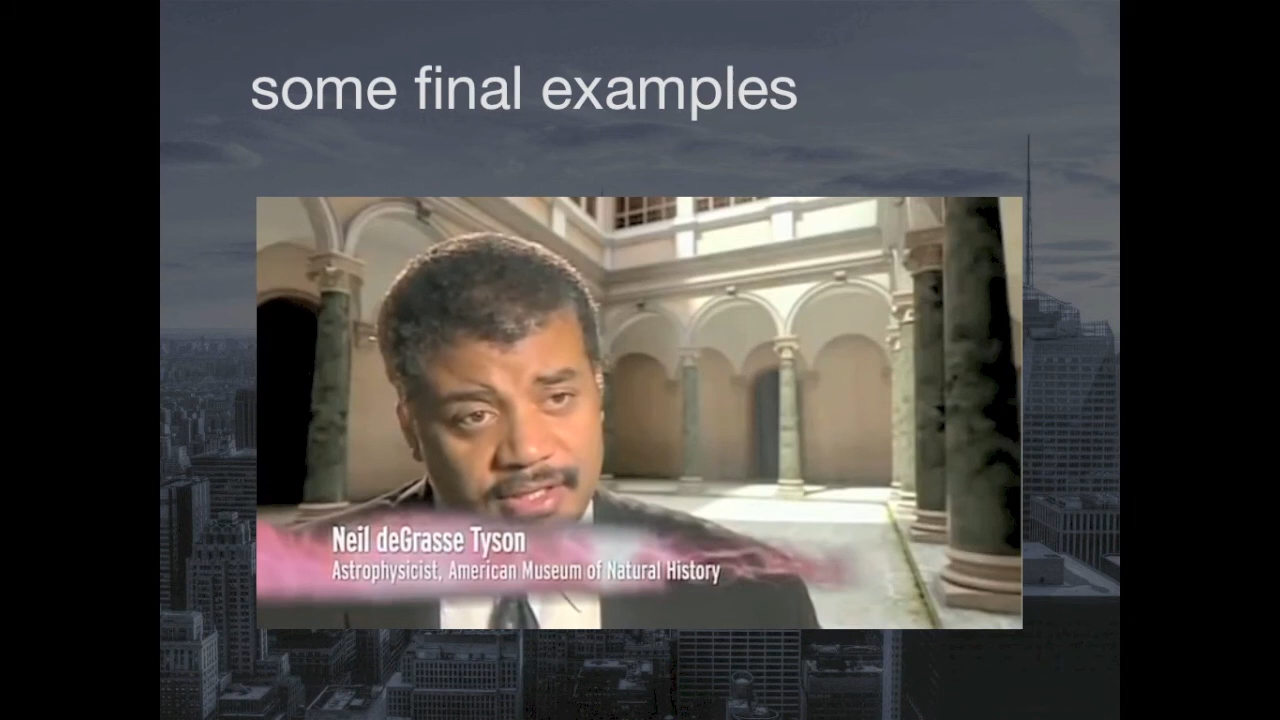 some final examples
Neil deGrasse Tyson
Astrophysicist, American Museum of Natural History